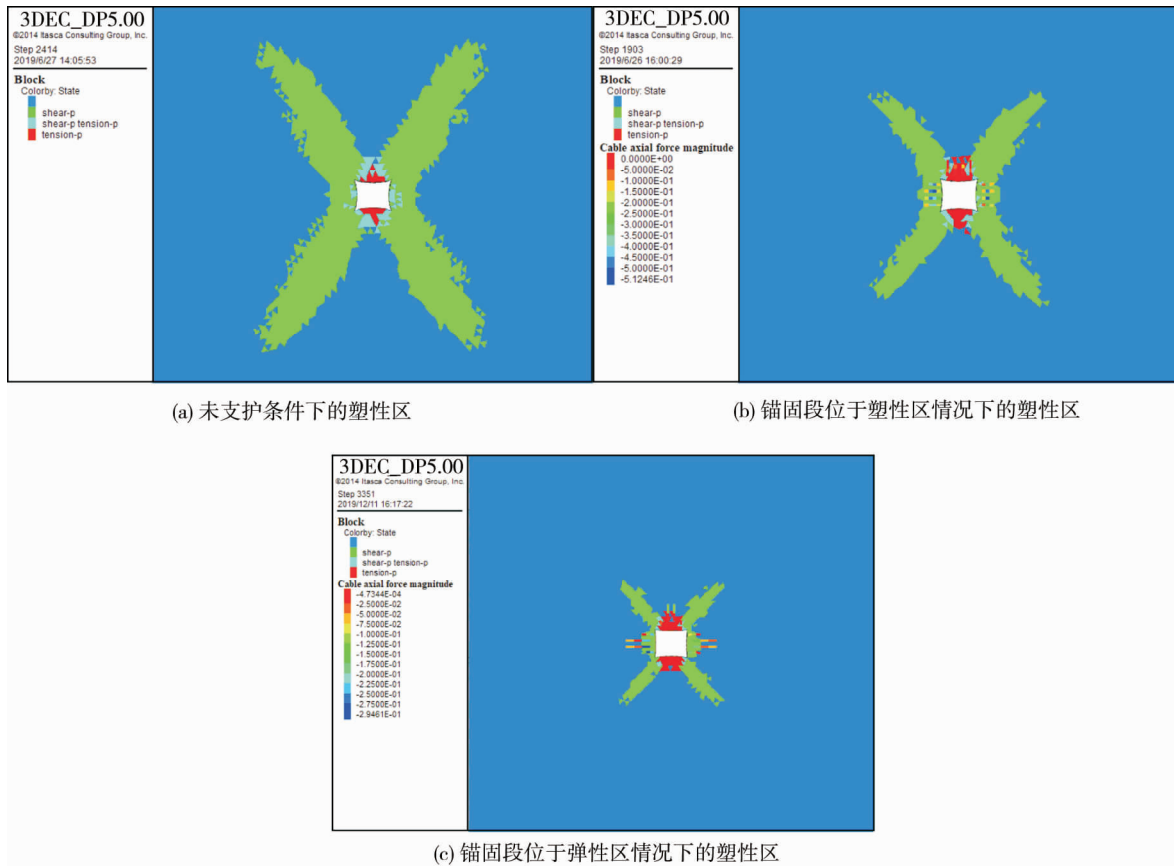 3DEC_DP5.00
©2014 Itasca Consulting Group, Inc.
Step 2414
2019/6/27 14:05:53
Block
Colorby: State
shear-p
shear-p tension-p
tension-p
3DEC_DP5.00
©2014 Itasca Consulting Group, Inc.
Step 1903
2019/6/26 16:00:29
Block
Colorby: State
shear-p
shear-p tension-p
tension-p
Cable axial force magnitude
0.0000E+00
-5.0000E-02
-1.0000E-01
-1.5000E-01
-2.0000E-01
-2.5000E-01
-3.0000E-01
-3.5000E-01
-4.0000E-01
-4.5000E-01
-5.0000E-01
-5.1246E-01
(a) 未支护条件下的塑性区
(b) 锚固段位于塑性区情况下的塑性区
3DEC_DP5.00
©2014 Itasca Consulting Group, Inc.
Step 3351
2019/12/11 16:17:22
Block
Colorby: State
shear-p
shear-p tension-p
tension-p
Cable axial force magnitude
-4.7344E-04
-2.5000E-02
-5.0000E-02
-7.5000E-02
-1.0000E-01
-1.2500E-01
-1.5000E-01
-1.7500E-01
-2.0000E-01
-2.2500E-01
-2.5000E-01
-2.7500E-01
-2.9461E-01
(c) 锚固段位于弹性区情况下的塑性区